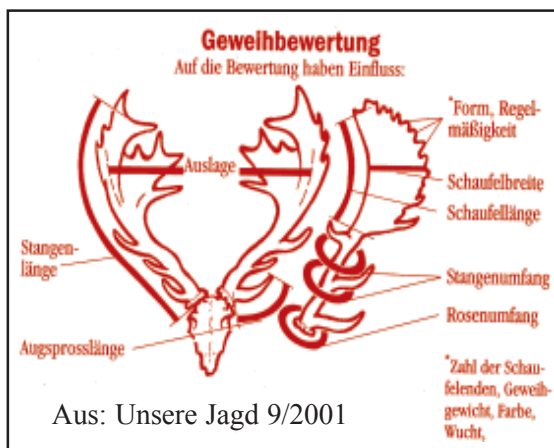 Geweihbewertung
Auf die Bewertung haben Einfluss:
*Form, Regel-
mäßigkeit
Auslage
Schaufelbreite
Schaufellänge
Stangen-
länge
Stangenumfang
Rosenumfang
Augsprosslänge
*Zahl der Schau-
felenden, Geweih-
gewicht, Farbe,
Wucht,
Aus: Unsere Jagd 9/2001